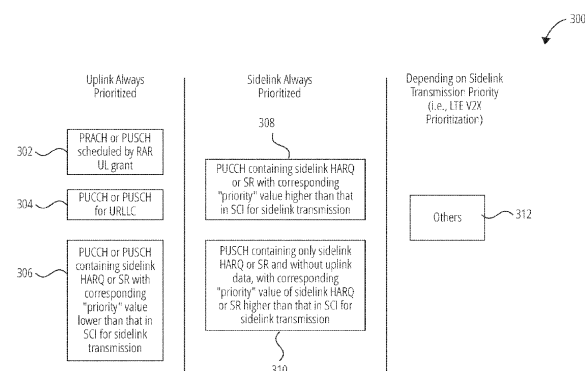 300
Uplink Always
Prioritized
302
PRACH or PUSCH
scheduled by RAR
UL grant
304
PUCCH or PUSCH
for URLLC
306
PUCCH or PUSCH
containing sidelink
HARQ or SR with
corresponding
"priority" value
lower than that in
SCI for sidelink
transmission
Sidelink Always
Prioritized
308
PUCCH containing sidelink HARQ
or SR with corresponding
"priority" value higher than that
in SCI for sidelink transmission
PUSCH containing only sidelink
HARQ or SR and without uplink
data, with corresponding
"priority" value of sidelink HARQ
or SR higher than that in SCI for
sidelink transmission
310
Depending on Sidelink
Transmission Priority
(i.e., LTE V2X
Prioritization)
Others
312